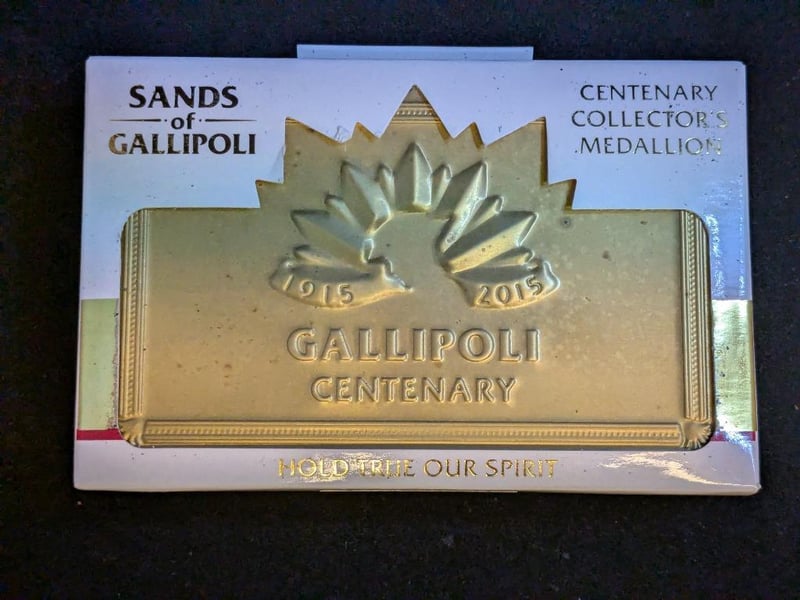 SANDS
of
GALLIPOLI
CENTENARY
COLLECTOR'S
MEDALLION
1915
2015
GALLIPOLI
CENTENARY
HOLD TRUE OUR SPIRIT